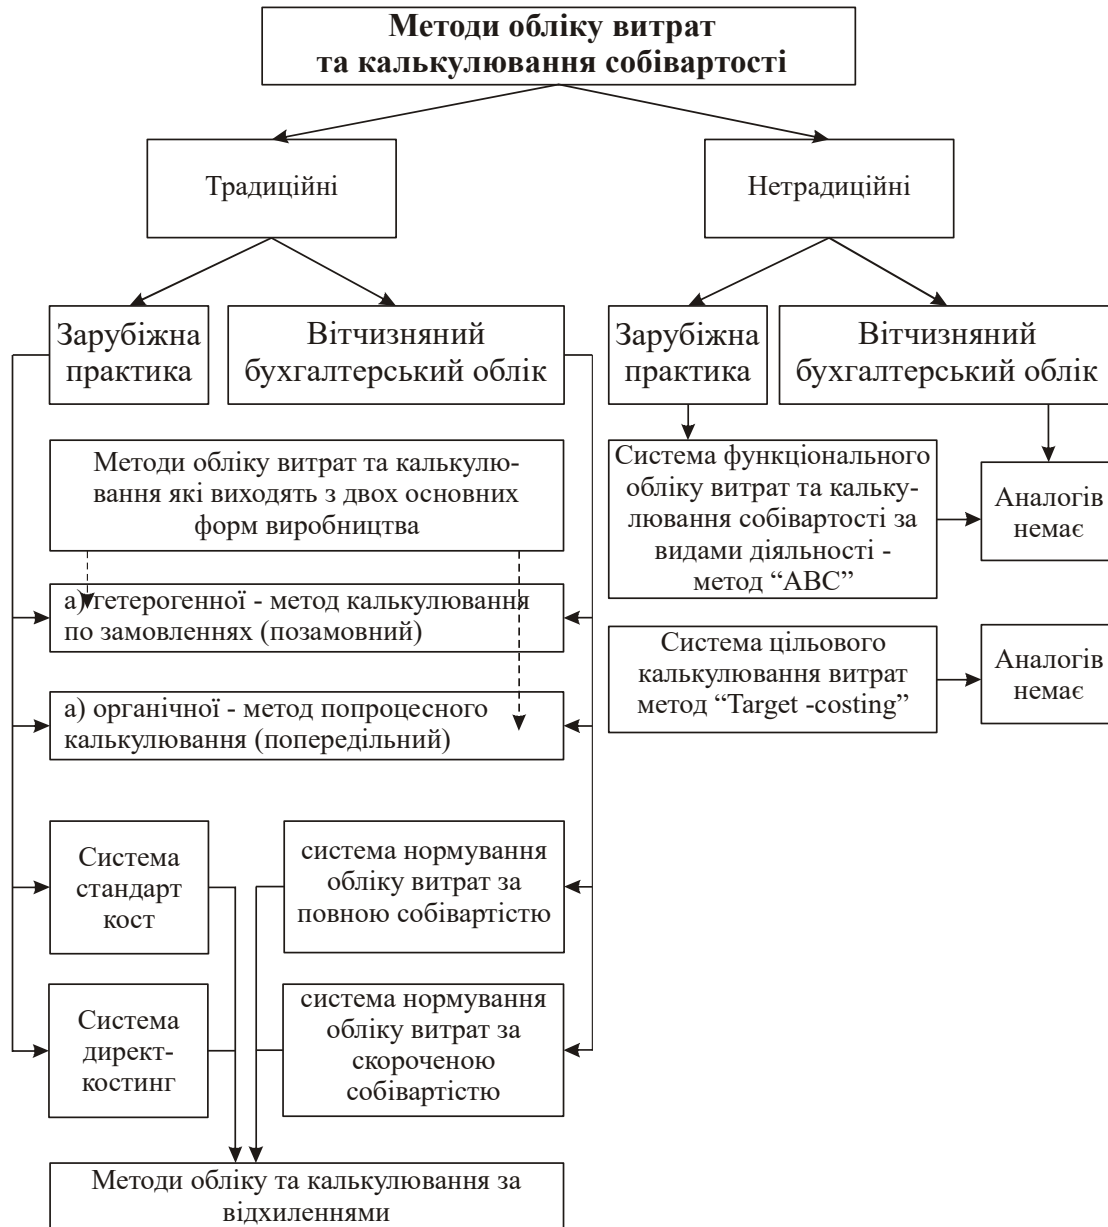 Методи обліку витрат
та калькулювання собівартості
Традиційні
Нетрадиційні
Зарубіжна
практика
Вітчизняний
бухгалтерський облік
Зарубіжна
практика
Вітчизняний
бухгалтерський облік
Методи обліку витрат та калькулю-
вання які виходять з двох основних
форм виробництва
а) гетерогенної - метод калькулювання
по замовленнях (позамовний)
а) органічної - метод попроцесного
калькулювання (попередільний)
Система
стандарт
кост
система нормування
обліку витрат за
повною собівартістю
Система
директ-
костинг
система нормування
обліку витрат за
скороченою
собівартістю
Методи обліку та калькулювання за
відхиленнями
Система функціонального
обліку витрат та кальку-
лювання собівартості за
видами діяльності -
метод “АВС”
Аналогів
немає
Система цільового
калькулювання витрат
метод “Target -costing”
Аналогів
немає